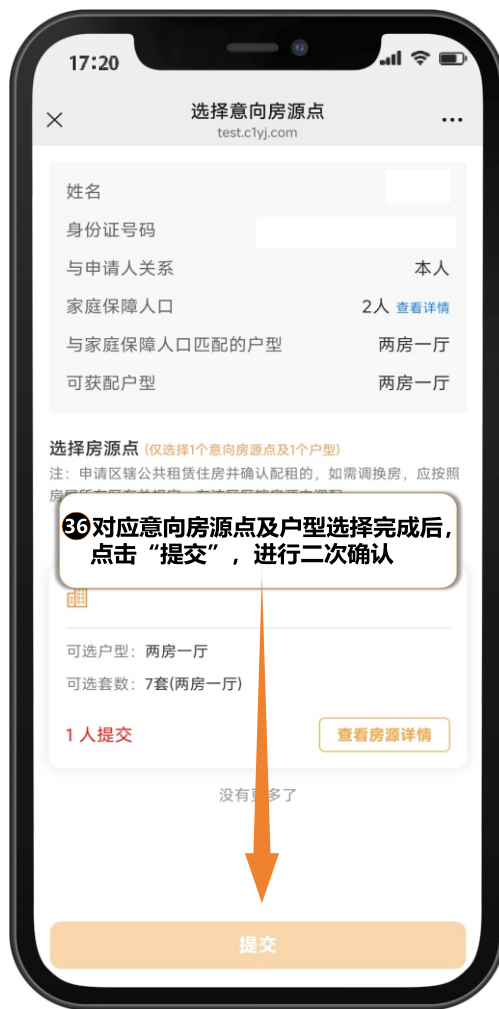 17:20
选择意向房源点
test.c1yj.com
姓名
身份证号码
与申请人关系 本人
家庭保障人口 2人 查看详情
与家庭保障人口匹配的户型 两房一厅
可获配户型 两房一厅
选择房源点 (仅选择1个意向房源点及1个户型)
注：申请区辖公共租赁住房并确认配租的，如需调换房，应按照
㊱对应意向房源点及户型选择完成后，
点击“提交”，进行二次确认
可选户型：两房一厅
可选套数：7套(两房一厅)
1 人提交 查看房源详情
没有更多了
提交